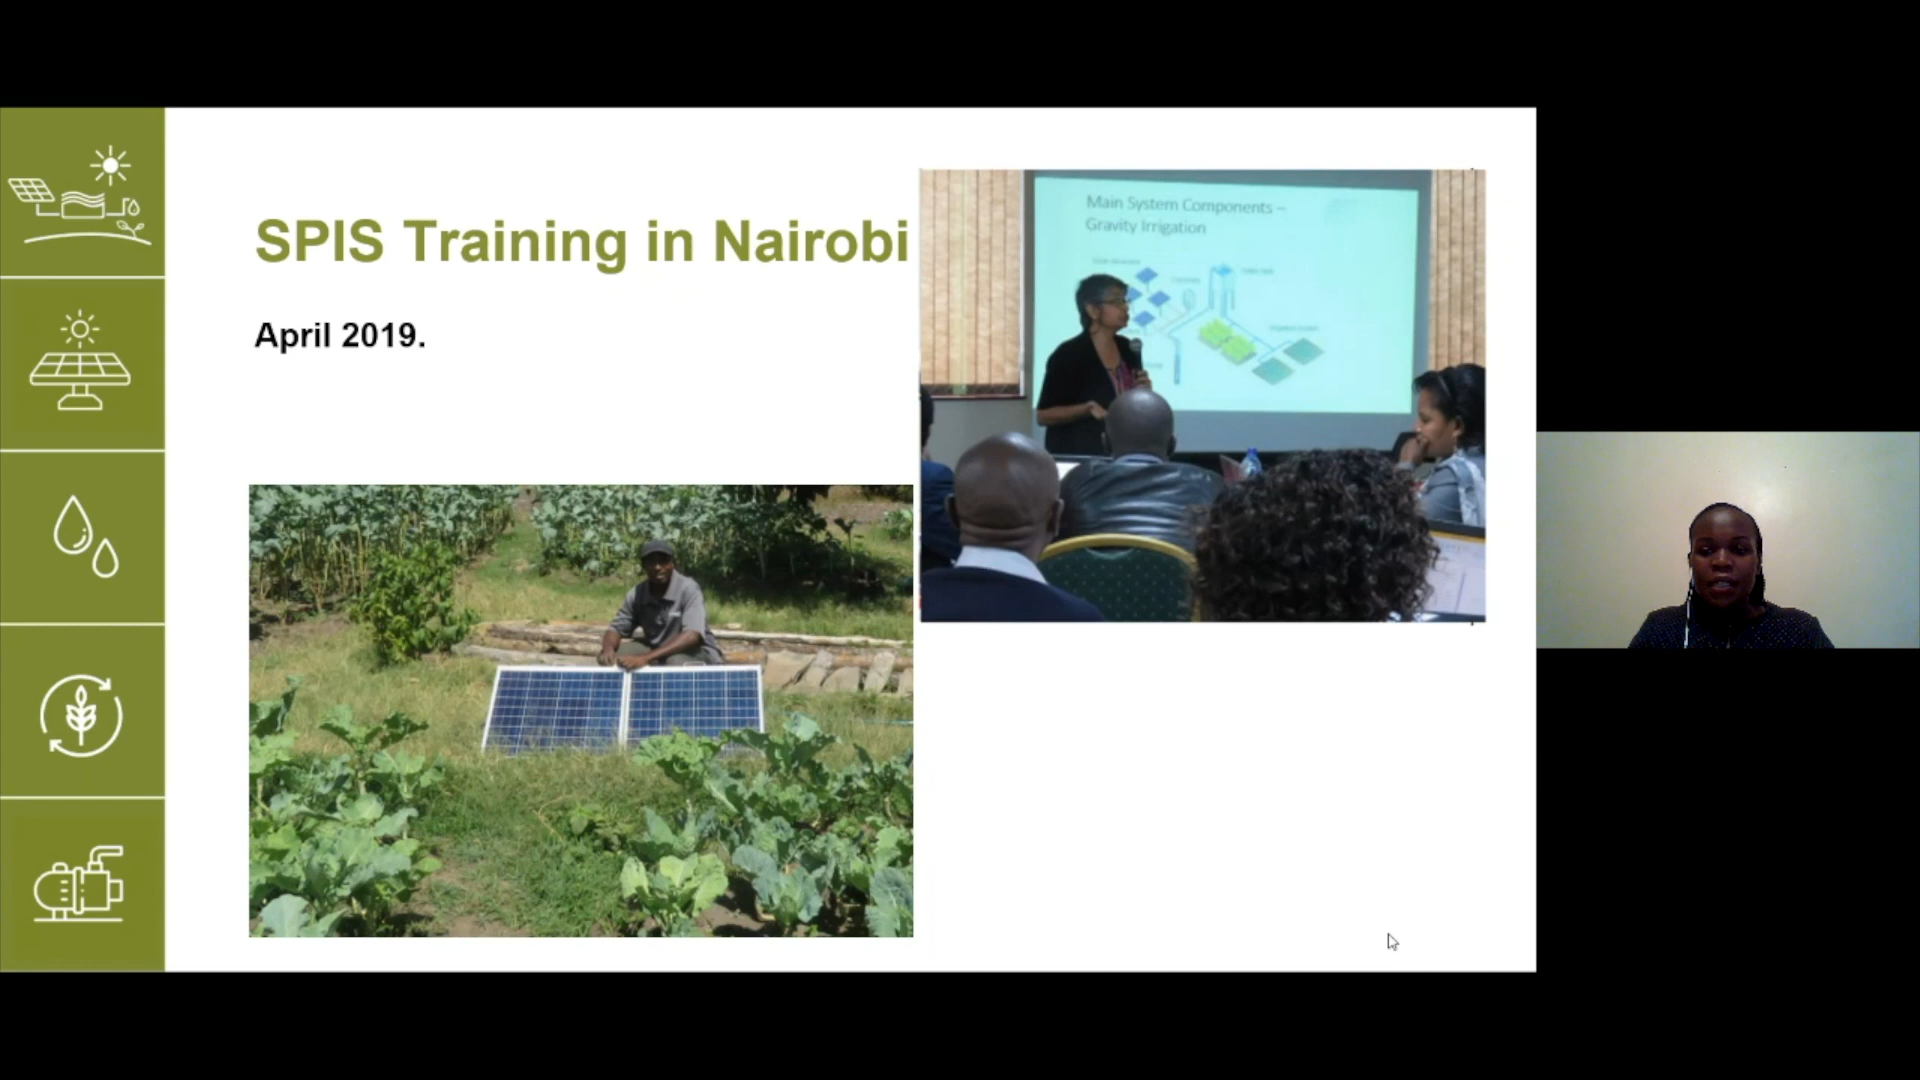 SPIS Training in Nairobi
April 2019.
Main System Components –
Gravity Irrigation